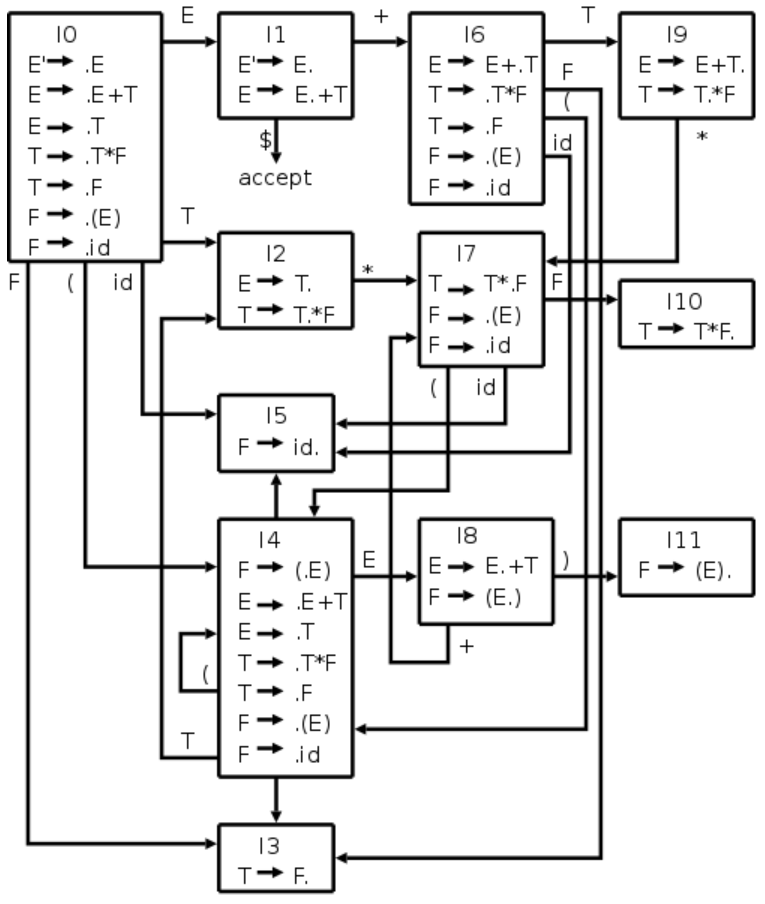 I0
E' → .E
E → .E+T
E → .T
T → .T*F
T → .F
F → .(E)
F → .id
E
I1
E' → E.
E → E.+T
$
accept
+
I6
E → E+.T
T → .T*F
T → .F
F → .(E)
F → .id
T
F
(
id
I9
E → E+T.
T → T.*F
*
T
F
(
id
I2
E → T.
T → T.*F
*
I7
T → T*.F
F → .(E)
F → .id
F
(
id
I10
T → T*F.
I5
F → id.
I4
F → (.E)
E → .E+T
E → .T
T → .T*F
T → .F
F → .(E)
F → .id
(
T
E
I8
E → E.+T
F → (E.)
)
+
I11
F → (E).
I3
T → F.